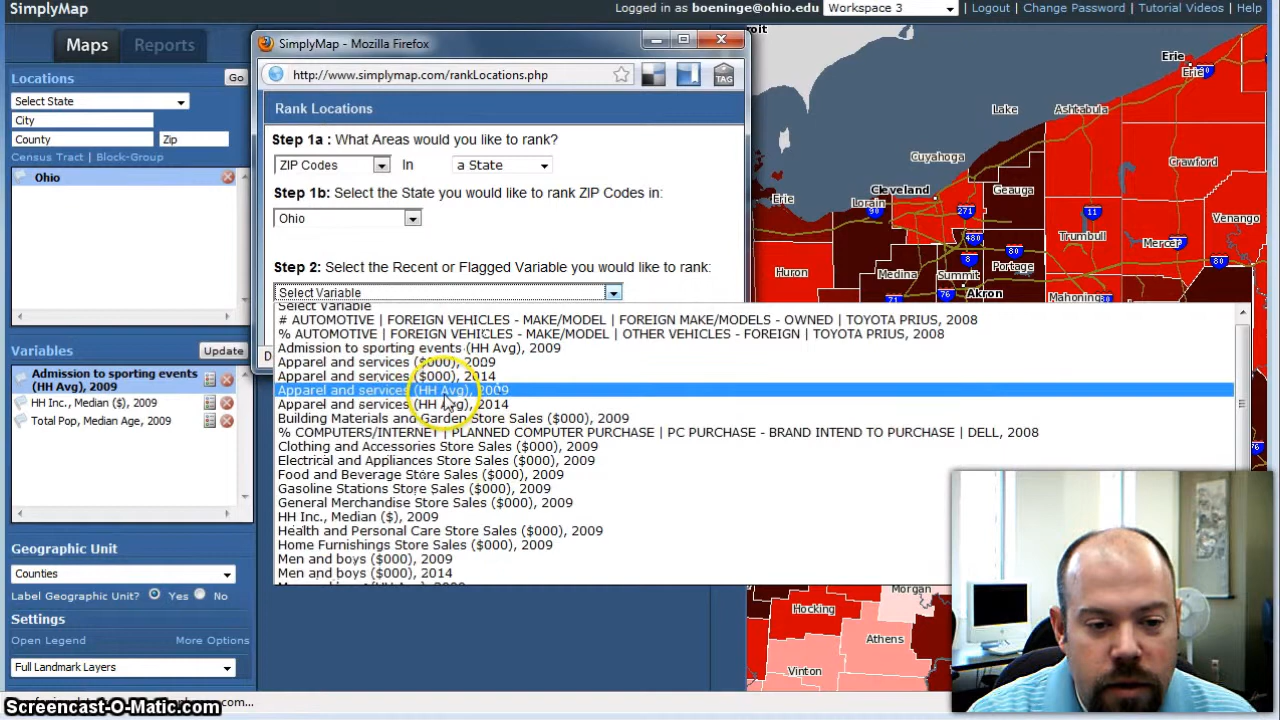 SimplyMap
Logged in as boeninge@ohio.edu Workspace 3 Logout | Change Password | Tutorial Videos | Help
Maps
Reports
Locations
Go
Select State
City
County
Zip
Census Tract | Block-Group
Ohio
Variables
Update
Admission to sporting events
(HH Avg), 2009
HH Inc., Median ($), 2009
Total Pop, Median Age, 2009
Geographic Unit
Counties
Label Geographic Unit? Yes No
Settings
Open Legend More Options
Full Landmark Layers
SimplyMap - Mozilla Firefox
http://www.simplymap.com/rankLocations.php
TAG
Rank Locations
Step 1a : What Areas would you like to rank?
ZIP Codes In a State
Step 1b: Select the State you would like to rank ZIP Codes in:
Ohio
Step 2: Select the Recent or Flagged Variable you would like to rank:
Select Variable
Select Variable
# AUTOMOTIVE | FOREIGN VEHICLES - MAKE/MODEL | FOREIGN MAKE/MODELS - OWNED | TOYOTA PRIUS, 2008
% AUTOMOTIVE | FOREIGN VEHICLES - MAKE/MODEL | OTHER VEHICLES - FOREIGN | TOYOTA PRIUS, 2008
Admission to sporting events (HH Avg), 2009
Apparel and services ($000), 2009
Apparel and services ($000), 2014
Apparel and services (HH Avg), 2009
Apparel and services (HH Avg), 2014
Building Materials and Garden Store Sales ($000), 2009
% COMPUTERS/INTERNET | PLANNED COMPUTER PURCHASE | PC PURCHASE - BRAND INTEND TO PURCHASE | DELL, 2008
Clothing and Accessories Store Sales ($000), 2009
Electrical and Appliances Store Sales ($000), 2009
Food and Beverage Store Sales ($000), 2009
Gasoline Stations Store Sales ($000), 2009
General Merchandise Store Sales ($000), 2009
HH Inc., Median ($), 2009
Health and Personal Care Store Sales ($000), 2009
Home Furnishings Store Sales ($000), 2009
Men and boys ($000), 2009
Men and boys ($000), 2014
Erie
Erie
Lake
Ashtabula
Crawford
Cuyahoga
Cleveland
Geauga
Erie
Lorain
90
271
11
Venango
Trumbull
Mercer
480
80
80
Huron
Medina
8
Summit
Portage
Akron
Mahoning
71
76
Morgan
Hocking
Athens
Vinton
Screencast-O-Matic.com